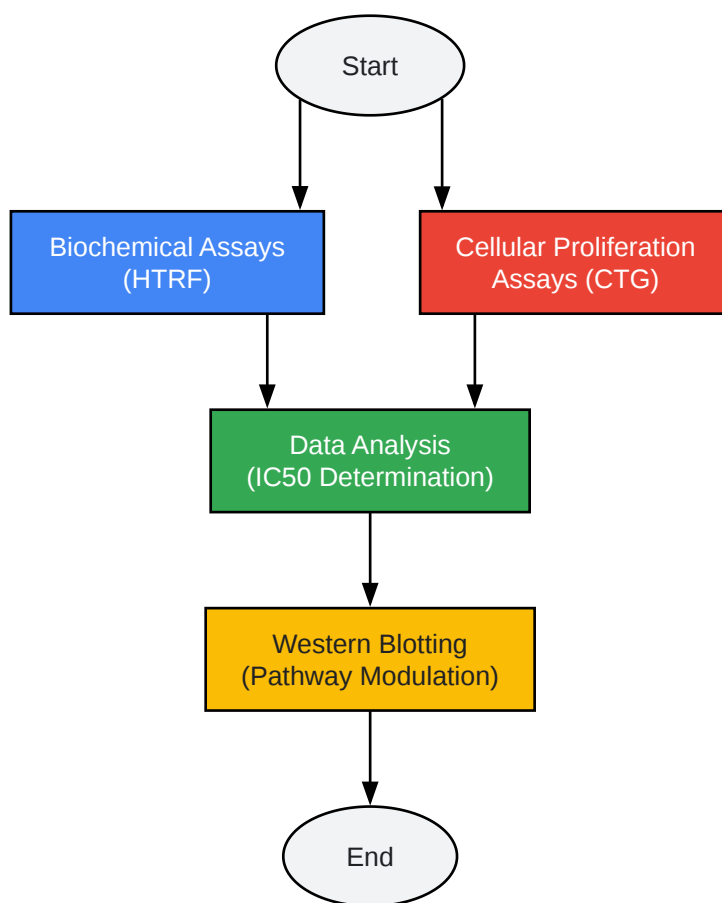 Start
Biochemical Assays
(HTRF)
Cellular Proliferation
Assays (CTG)
Data Analysis
(IC50 Determination)
Western Blotting
(Pathway Modulation)
End